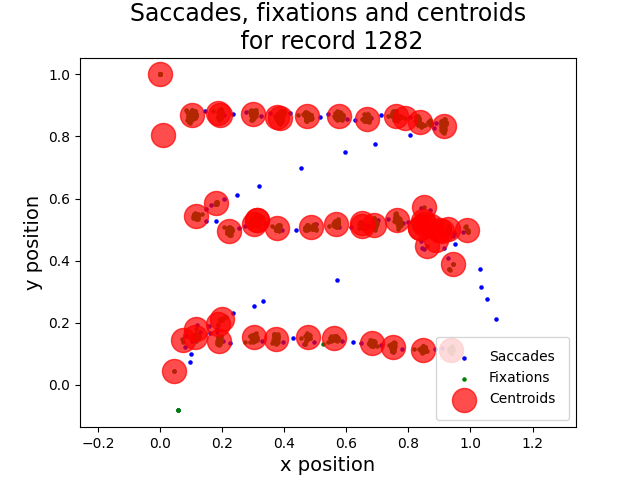 Saccades, fixations and centroids
for record 1282
1.0
0.8
0.6
0.4
0.2
0.0
y position
−0.2
0.0
0.2
0.4
0.6
0.8
1.0
1.2
x position
Saccades
Fixations
Centroids